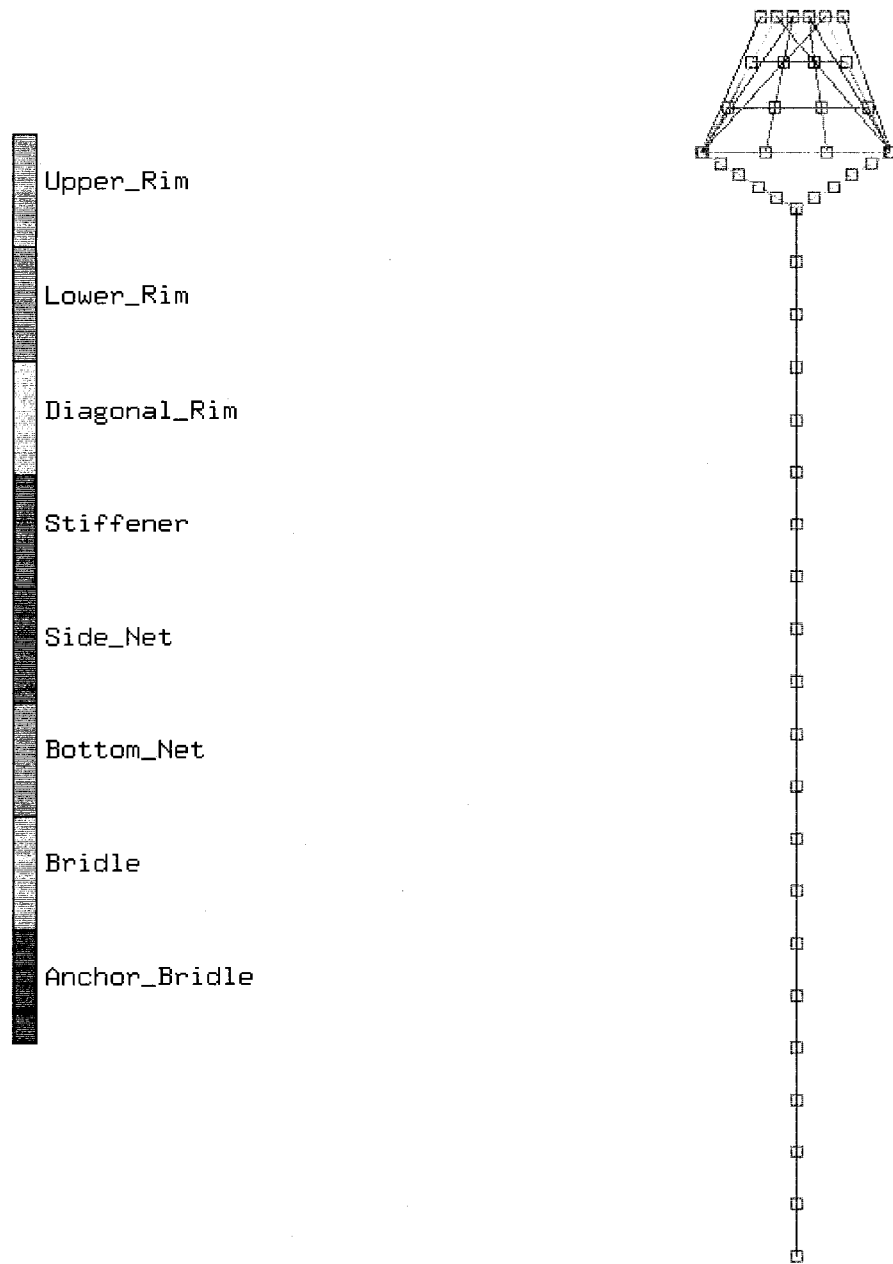 Upper_Rim
Lower_Rim
Diagonal_Rim
Stiffener
Side_Net
Bottom_Net
Bridle
Anchor_Bridle